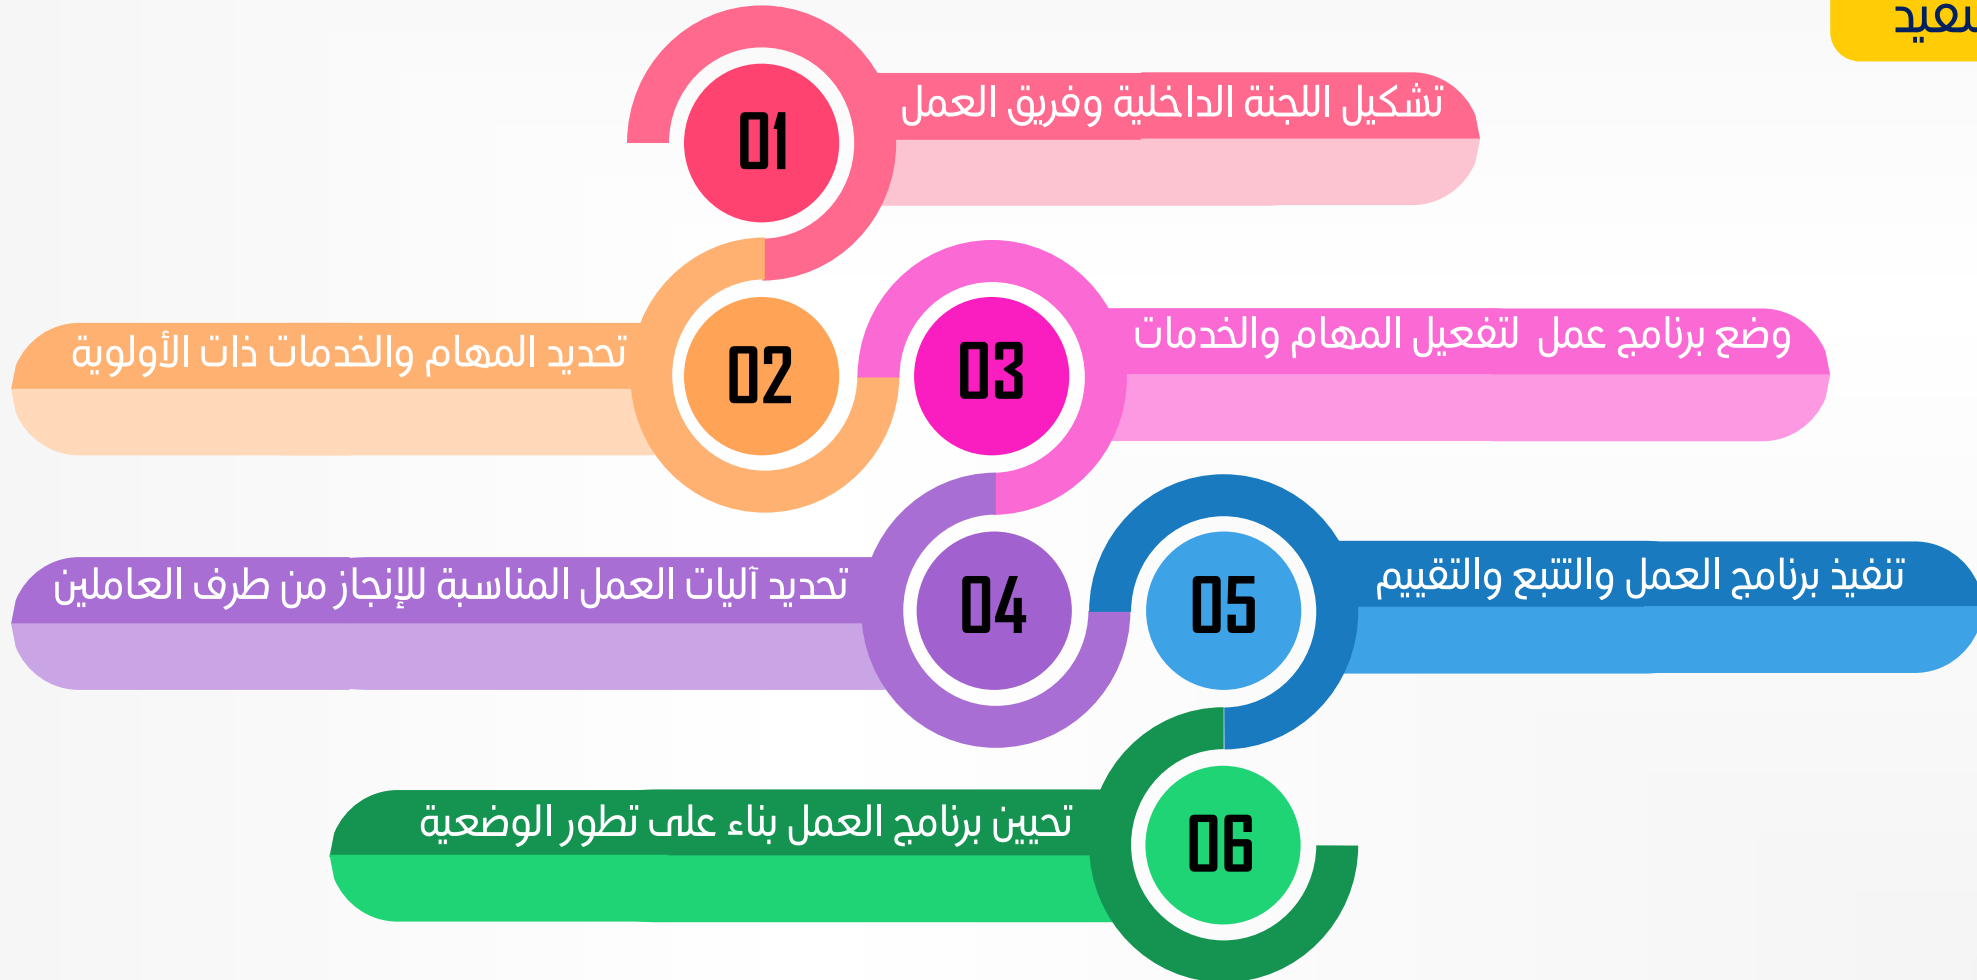 01
تشكيل اللجنة الداخلية وفريق العمل
02
تحديد المهام والخدمات ذات الأولوية
03
وضع برنامج عمل لتفعيل المهام والخدمات
04
تحديد آليات العمل المناسبة للإنجاز من طرف العاملين
05
تنفيذ برنامج العمل والتتبع والتقييم
06
تحيين برنامج العمل بناء على تطور الوضعية